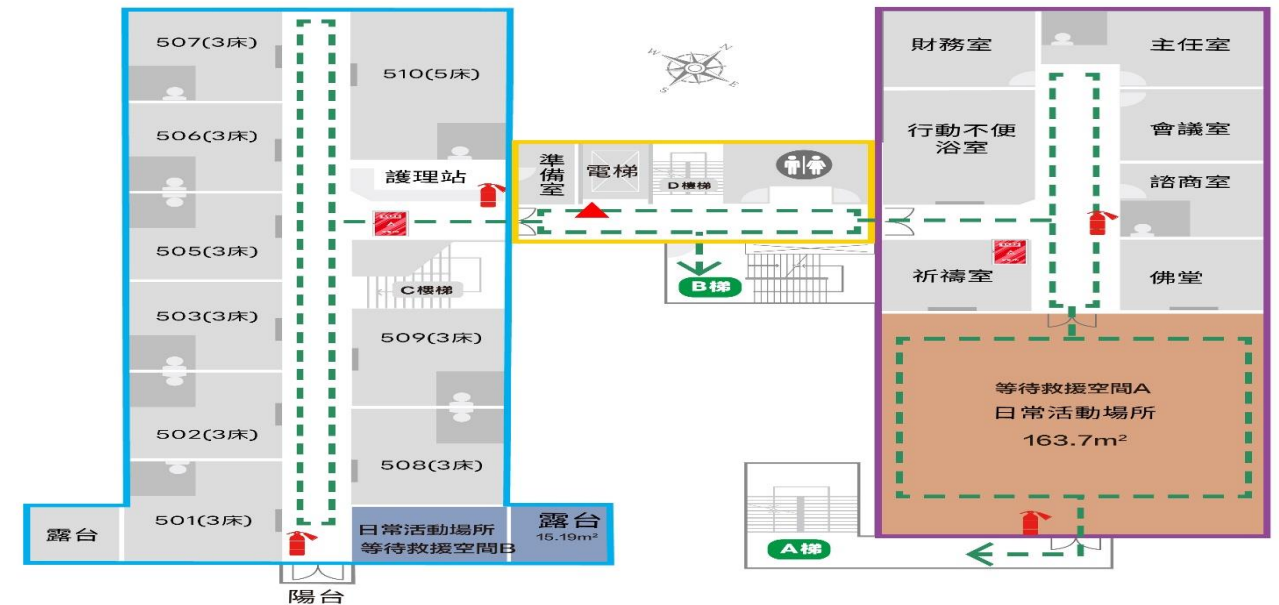 507(3床)
510(5床)
506(3床)
護理站
505(3床)
C樓梯
503(3床)
509(3床)
502(3床)
508(3床)
501(3床)
露台
日常活動場所
等待救援空間B
露台
15.19m²
陽台
N
W
E
S
準備室
電梯
D樓梯
B梯
財務室
主任室
行動不便
浴室
會議室
諮商室
祈禱室
佛堂
等待救援空間A
日常活動場所
163.7m²
A梯